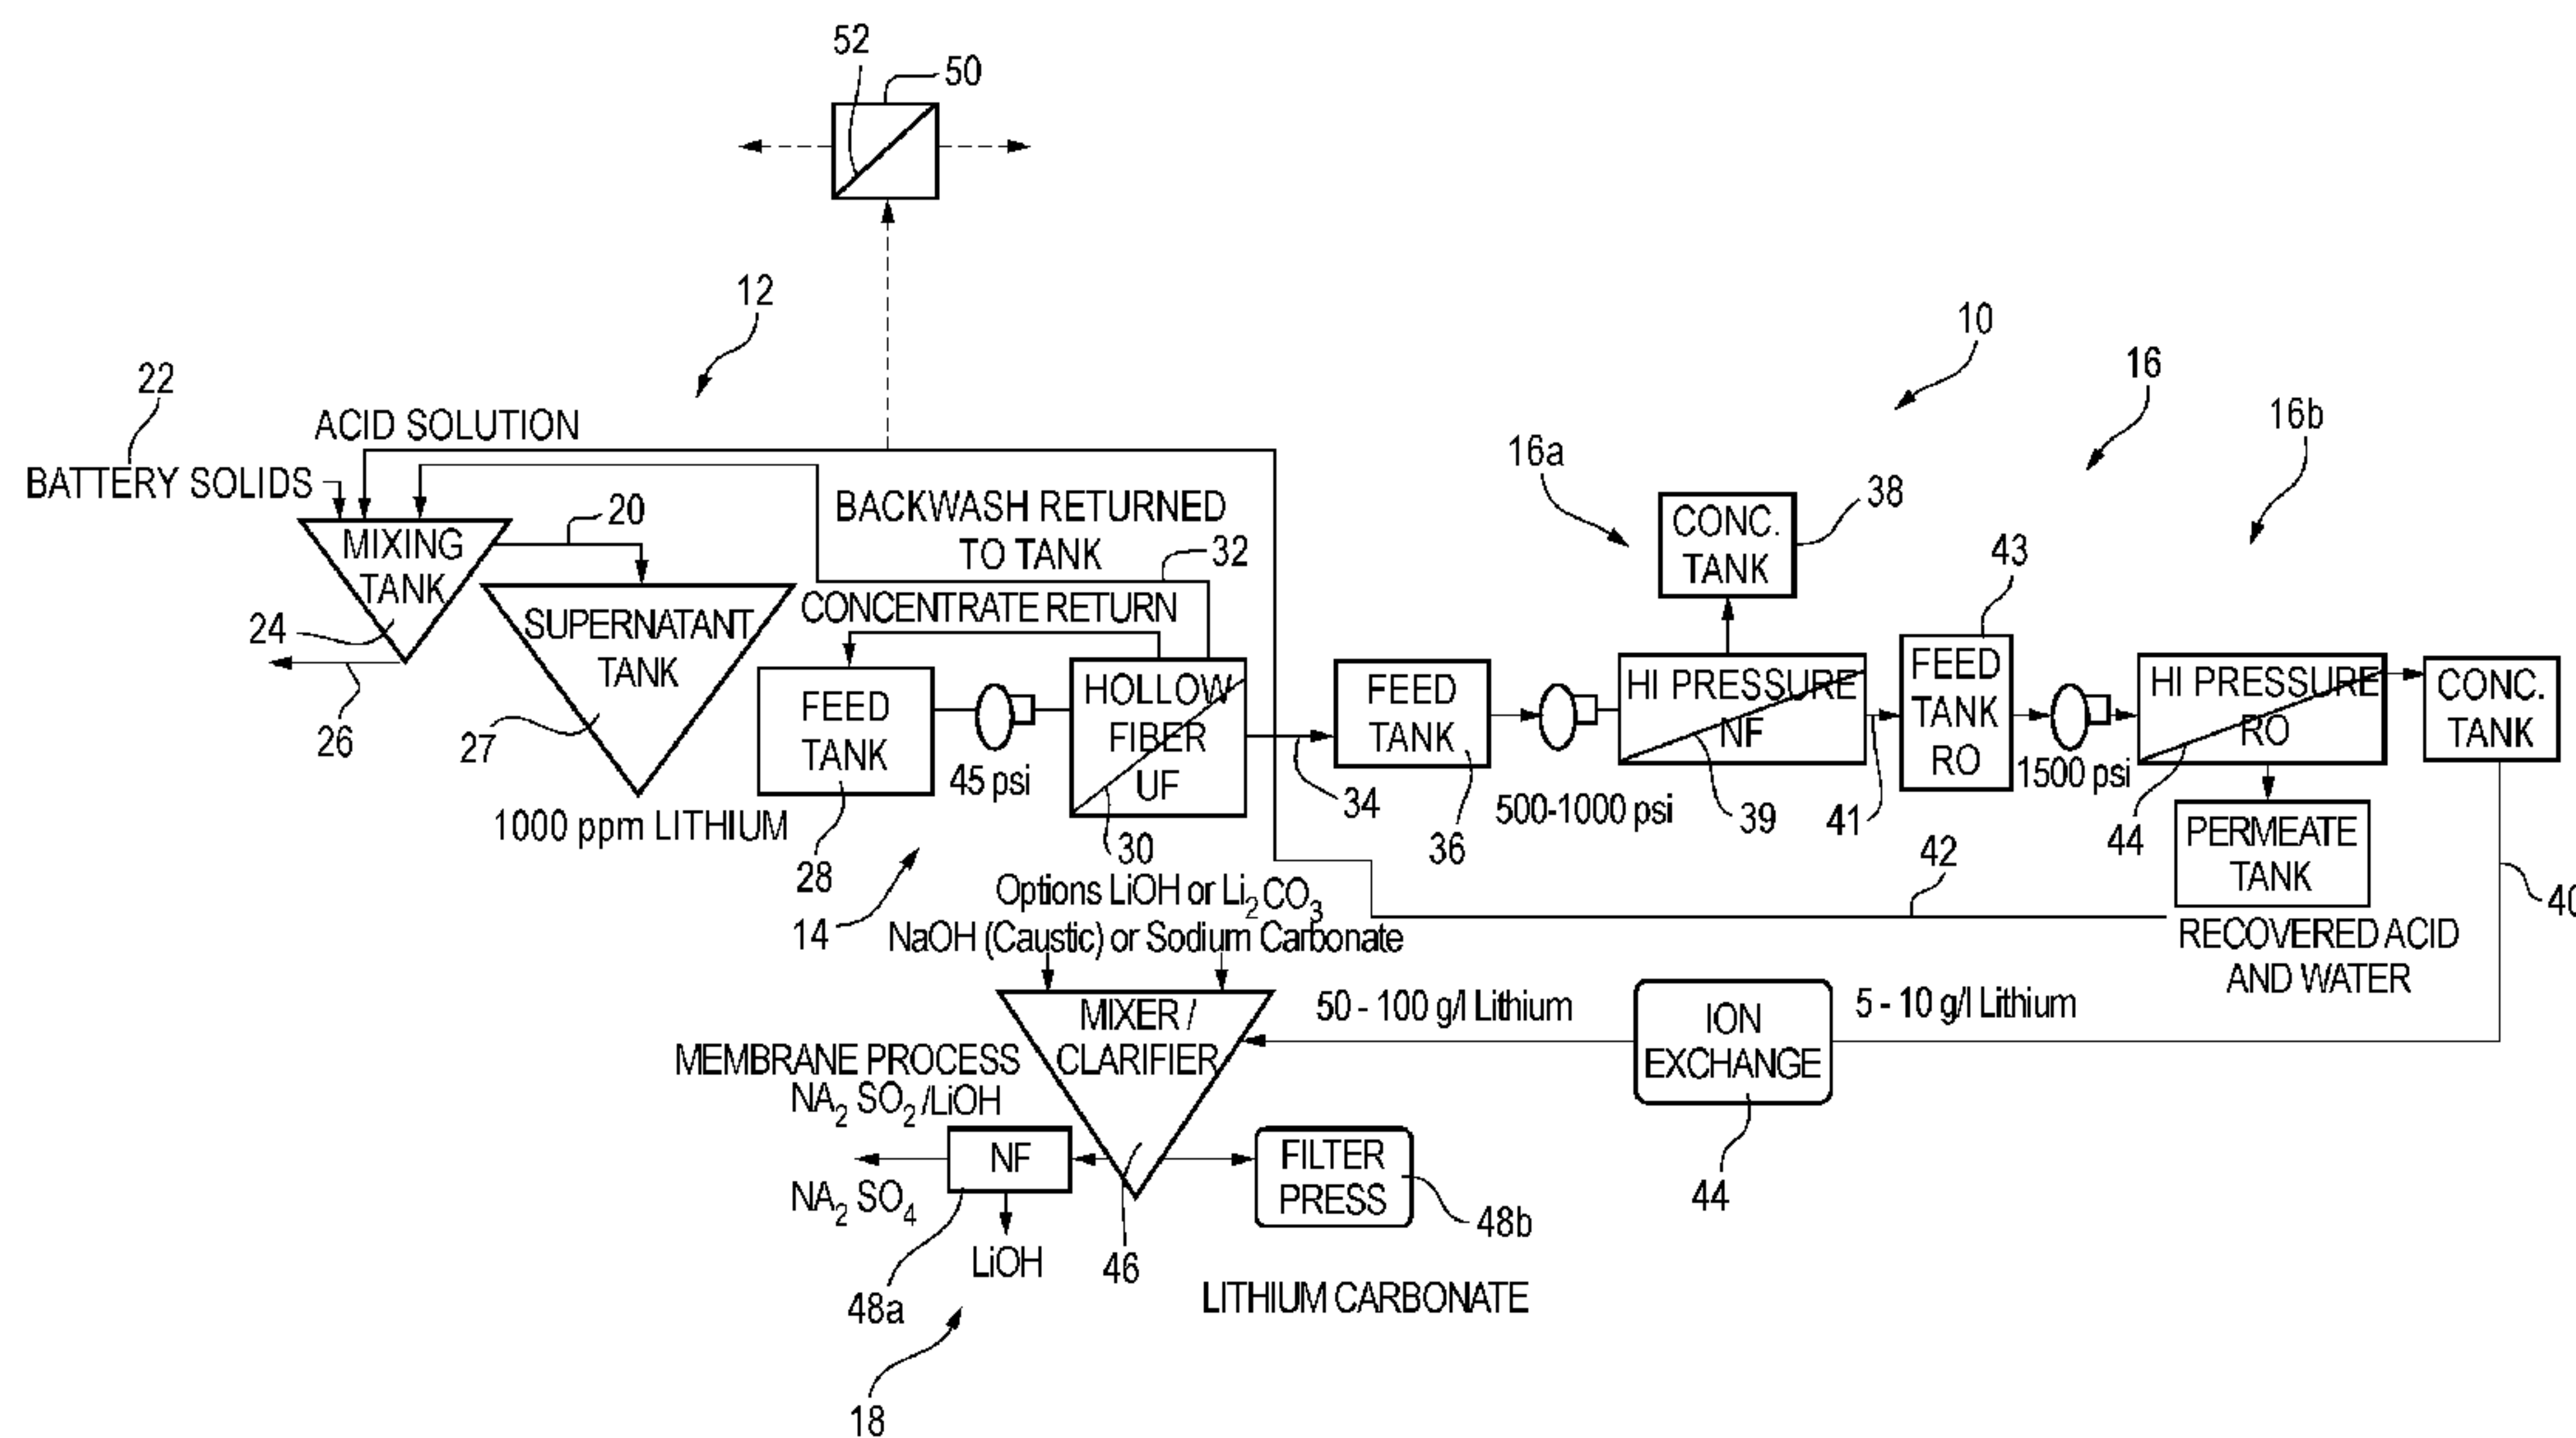 52
50
12
10
16
22
ACID SOLUTION
16b
16a
BATTERY SOLIDS
20
BACKWASH RETURNED
TO TANK
38
CONC.
TANK
MIXING
TANK
32
43
24
SUPERNATANT
TANK
CONCENTRATE RETURN
26
27
FEED
TANK
45 psi
HOLLOW
FIBER
UF
FEED
TANK
HI PRESSURE
NF
FEED
TANK
RO
HI PRESSURE
RO
CONC.
TANK
1500 psi
500-1000 psi
1000 ppm LITHIUM
28
30
34
36
39
41
42
44
PERMEATE
TANK
40
14
Options LiOH or Li2CO3
NaOH (Caustic) or Sodium Carbonate
RECOVERED ACID
AND WATER
MIXER /
CLARIFIER
50 - 100 g/l Lithium
ION
EXCHANGE
5 - 10 g/l Lithium
MEMBRANE PROCESS
NA2 SO2/LiOH
NF
FILTER
PRESS
NA2 SO4
44
48b
LiOH
46
48a
LITHIUM CARBONATE
18